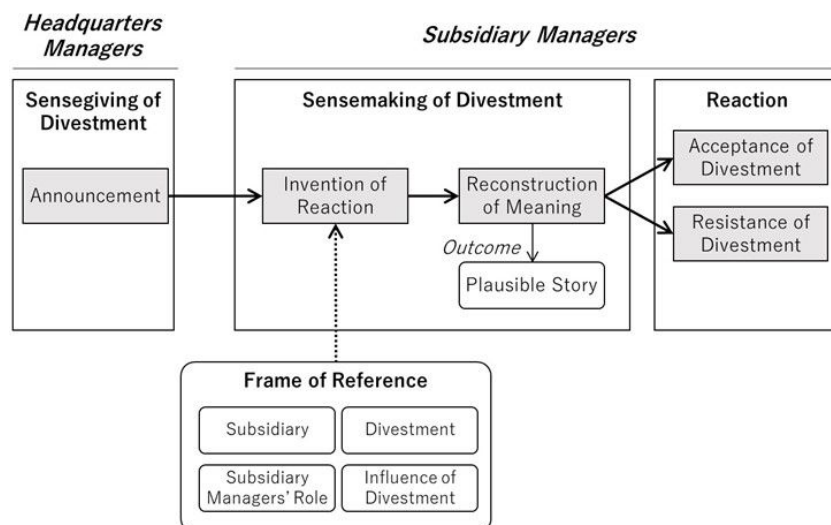 Headquarters
Managers
Subsidiary Managers
Sensegiving of
Divestment
Announcement
Sensemaking of Divestment
Invention of
Reaction
Reconstruction
of Meaning
Outcome
Plausible Story
Reaction
Acceptance of
Divestment
Resistance of
Divestment
Frame of Reference
Subsidiary
Divestment
Subsidiary
Managers’ Role
Influence of
Divestment